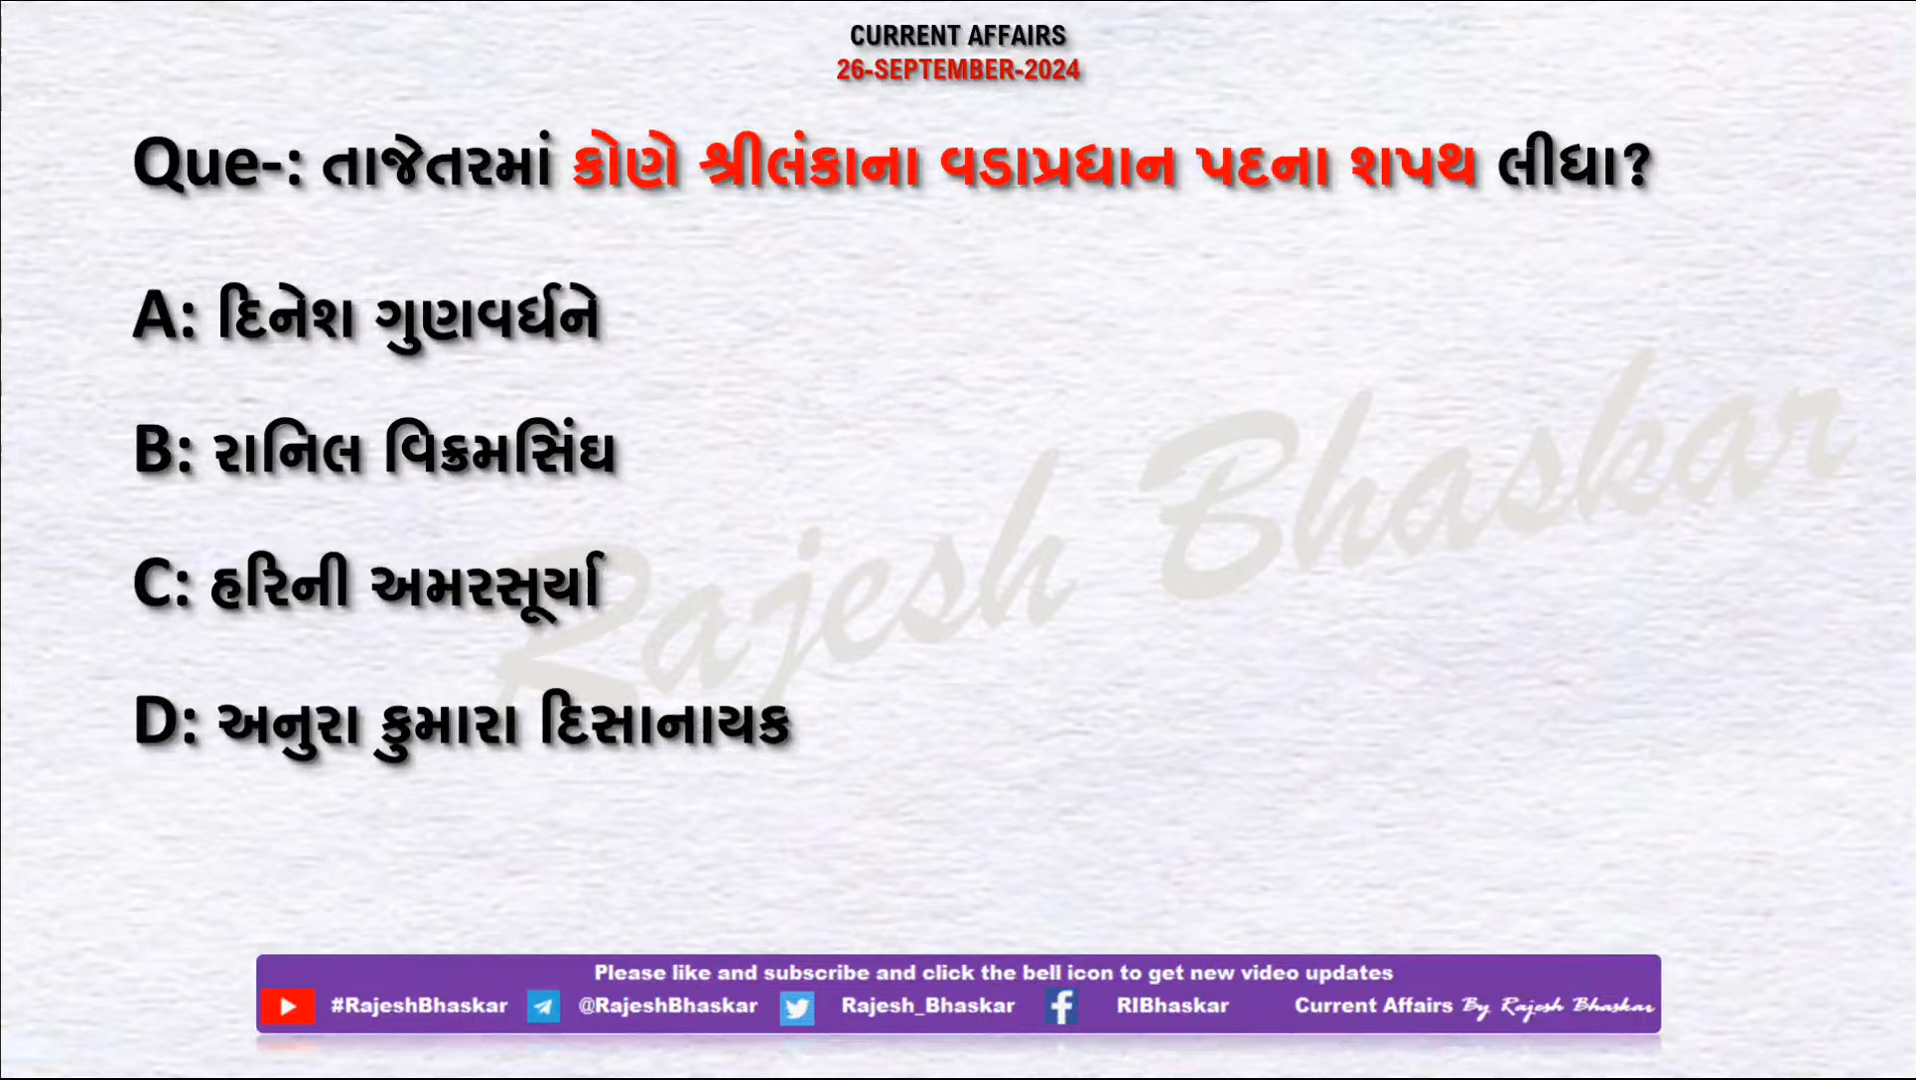 CURRENT AFFAIRS
26-SEPTEMBER-2024
Que-: તાજેતરમાં કોણે શ્રીલંકાના વડાપ્રધાન પદના શપથ લીધા?
A: દિનેશ ગુણવર્ધને
B: રાનિલ વિક્રમસિંઘ
C: હરિની અમરસૂર્યા
D: અનુરા કુમારા દિસાનાયક
Rajesh Bhaskar
Please like and subscribe and click the bell icon to get new video updates
#RajeshBhaskar @RajeshBhaskar Rajesh_Bhaskar RIBhaskar Current Affairs By Rajesh Bhaskar